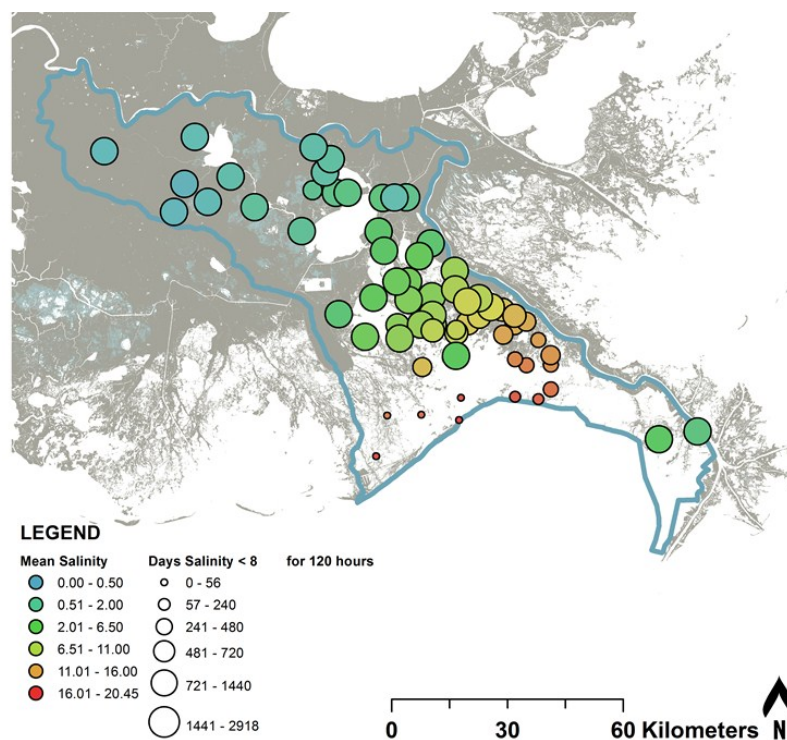 LEGEND
Mean Salinity
0.00 - 0.50
0.51 - 2.00
2.01 - 6.50
6.51 - 11.00
11.01 - 16.00
16.01 - 20.45
Days Salinity < 8 for 120 hours
0 - 56
57 - 240
241 - 480
481 - 720
721 - 1440
1441 - 2918
0 30 60 Kilometers
N